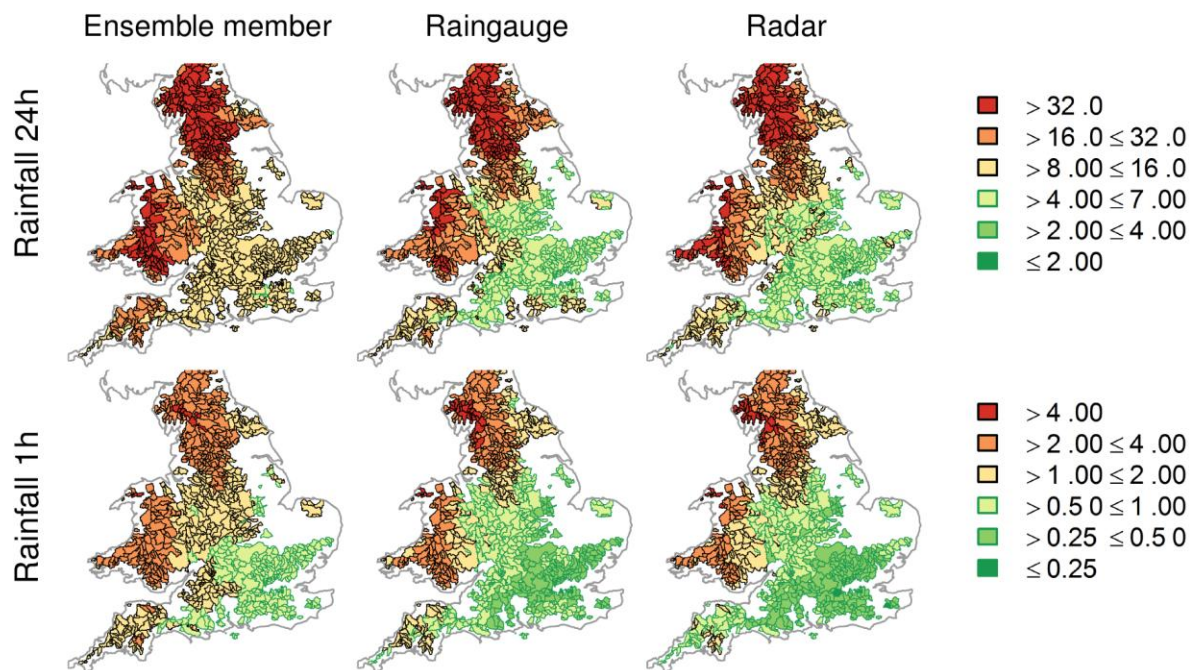 Ensemble member
Raingauge
Radar
Rainfall 24h
> 32 .0
> 16 .0 ≤ 32 .0
> 8 .00 ≤ 16 .0
> 4 .00 ≤ 7 .00
> 2 .00 ≤ 4 .00
≤ 2 .00
Rainfall 1h
> 4 .00
> 2 .00 ≤ 4 .00
> 1 .00 ≤ 2 .00
> 0.5 0 ≤ 1 .00
> 0.25 ≤ 0.5 0
≤ 0.25